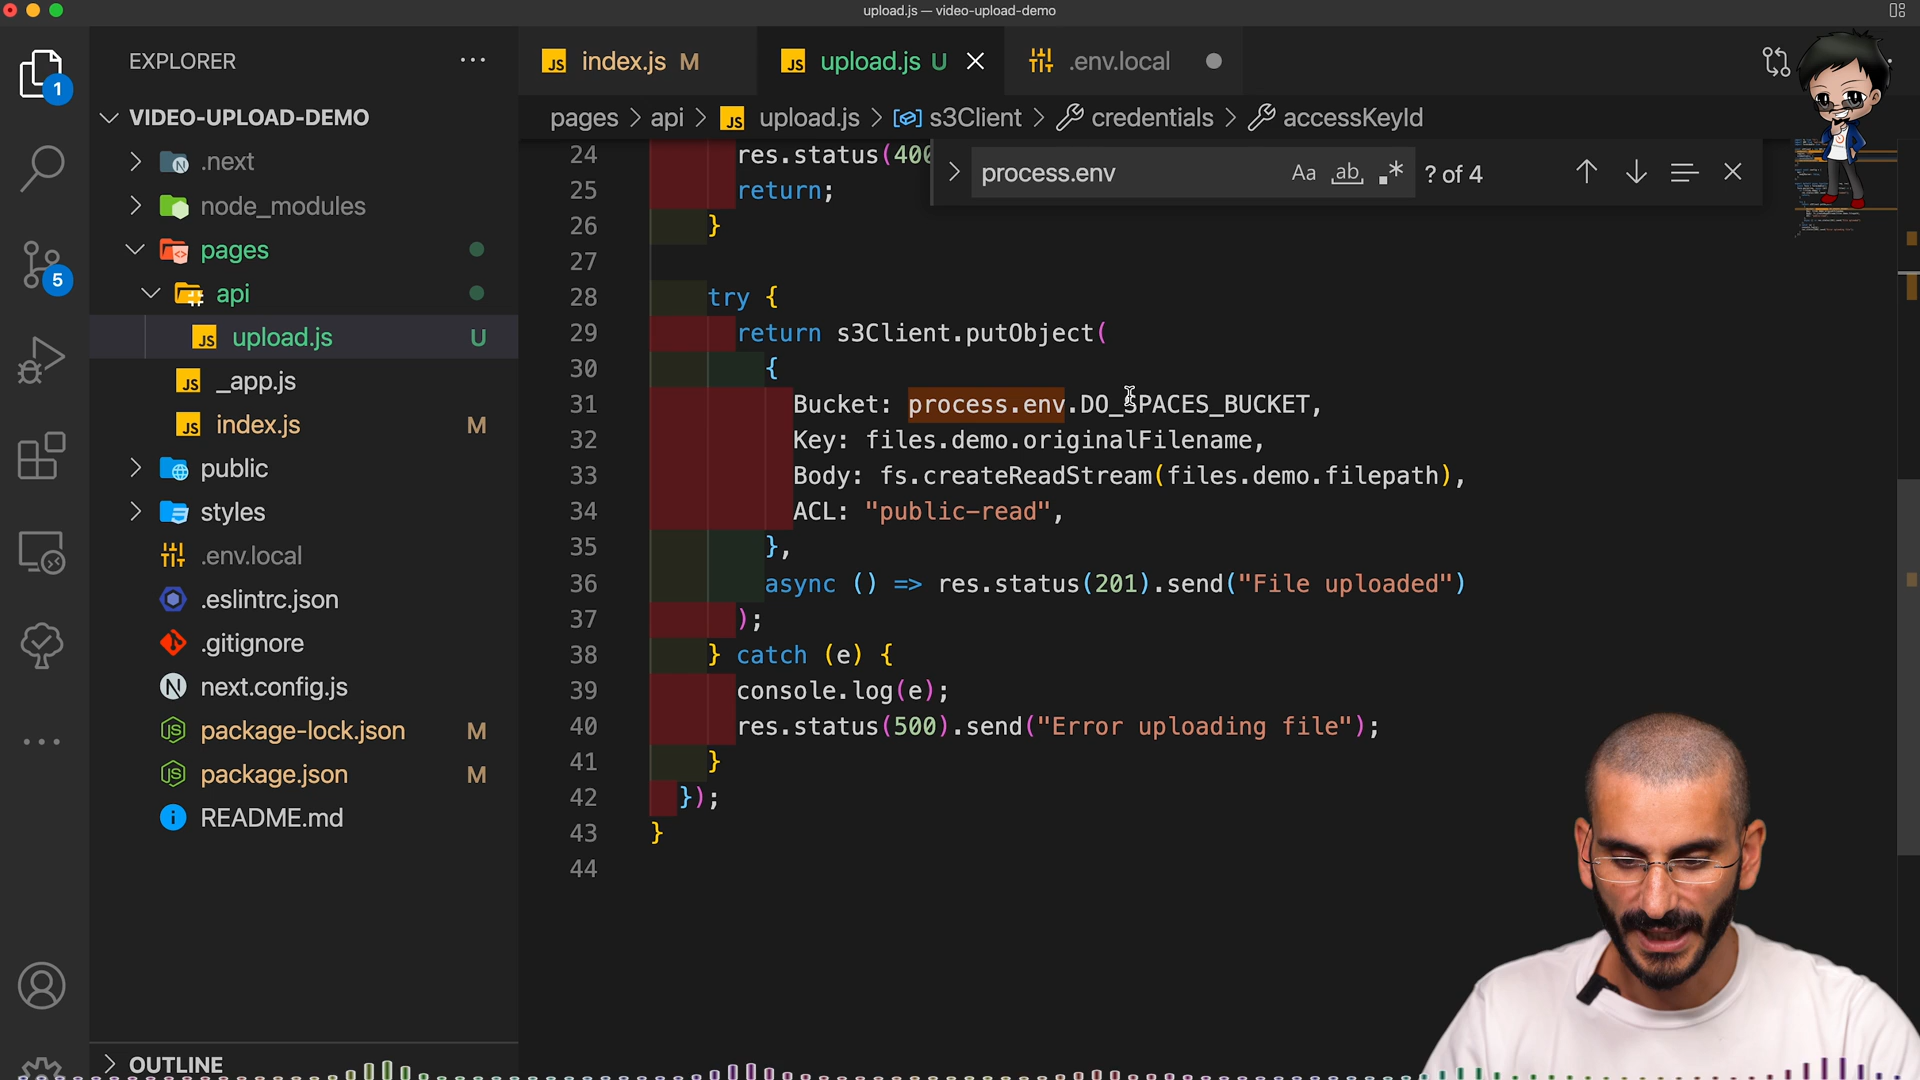 upload.js — video-upload-demo
EXPLORER
index.js M
upload.js U
.env.local
1
VIDEO-UPLOAD-DEMO
pages > api > upload.js > s3Client > credentials > accessKeyId
.next
24 res.status(400
process.env
Aa ab ? of 4
node_modules
25 return;
26 }
pages
27
5
api
28 try {
upload.js U
29 return s3Client.putObject(
30 {
_app.js
31 Bucket: process.env.DO_SPACES_BUCKET,
index.js M
32 Key: files.demo.originalFilename,
public
33 Body: fs.createReadStream(files.demo.filepath),
styles
34 ACL: "public-read",
.env.local
35 },
36 async () => res.status(201).send("File uploaded")
.eslintrc.json
37 );
.gitignore
38 } catch (e) {
next.config.js
39 console.log(e);
package-lock.json M
40 res.status(500).send("Error uploading file");
package.json M
41 }
42 });
README.md
43 }
44
OUTLINE